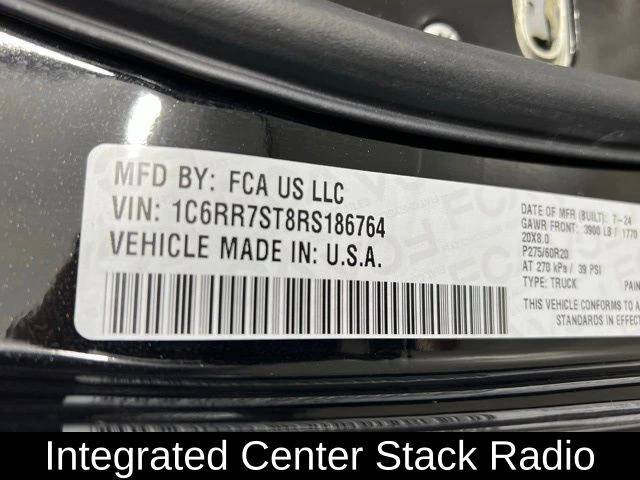 MFD BY: FCA US LLC
VIN: 1C6RR7ST8RS186764
VEHICLE MADE IN: U.S.A.
DATE OF MFR (BUILT): 7-24
GAWR FRONT: 3900 LB / 1770
20X8.0
P275/60R20
AT 270 kPa / 39 PSI
TYPE: TRUCK PAIN
THIS VEHICLE CONFORMS TO A
STANDARDS IN EFFECT
Integrated Center Stack Radio